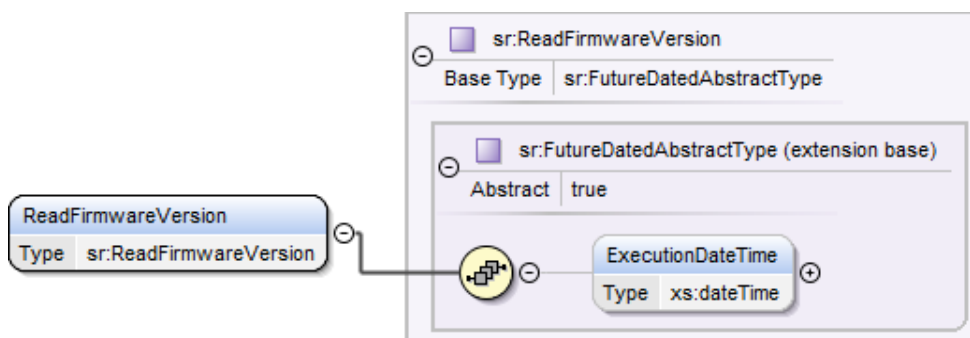 sr:ReadFirmwareVersion
Base Type sr:FutureDatedAbstractType
sr:FutureDatedAbstractType (extension base)
Abstract true
ReadFirmwareVersion
Type sr:ReadFirmwareVersion
ExecutionDateTime
Type xs:dateTime